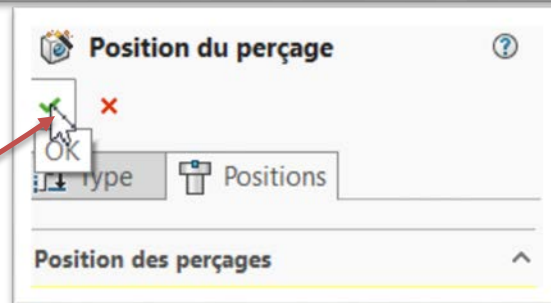 Position du perçage
OK
Type
Positions
Position des perçages